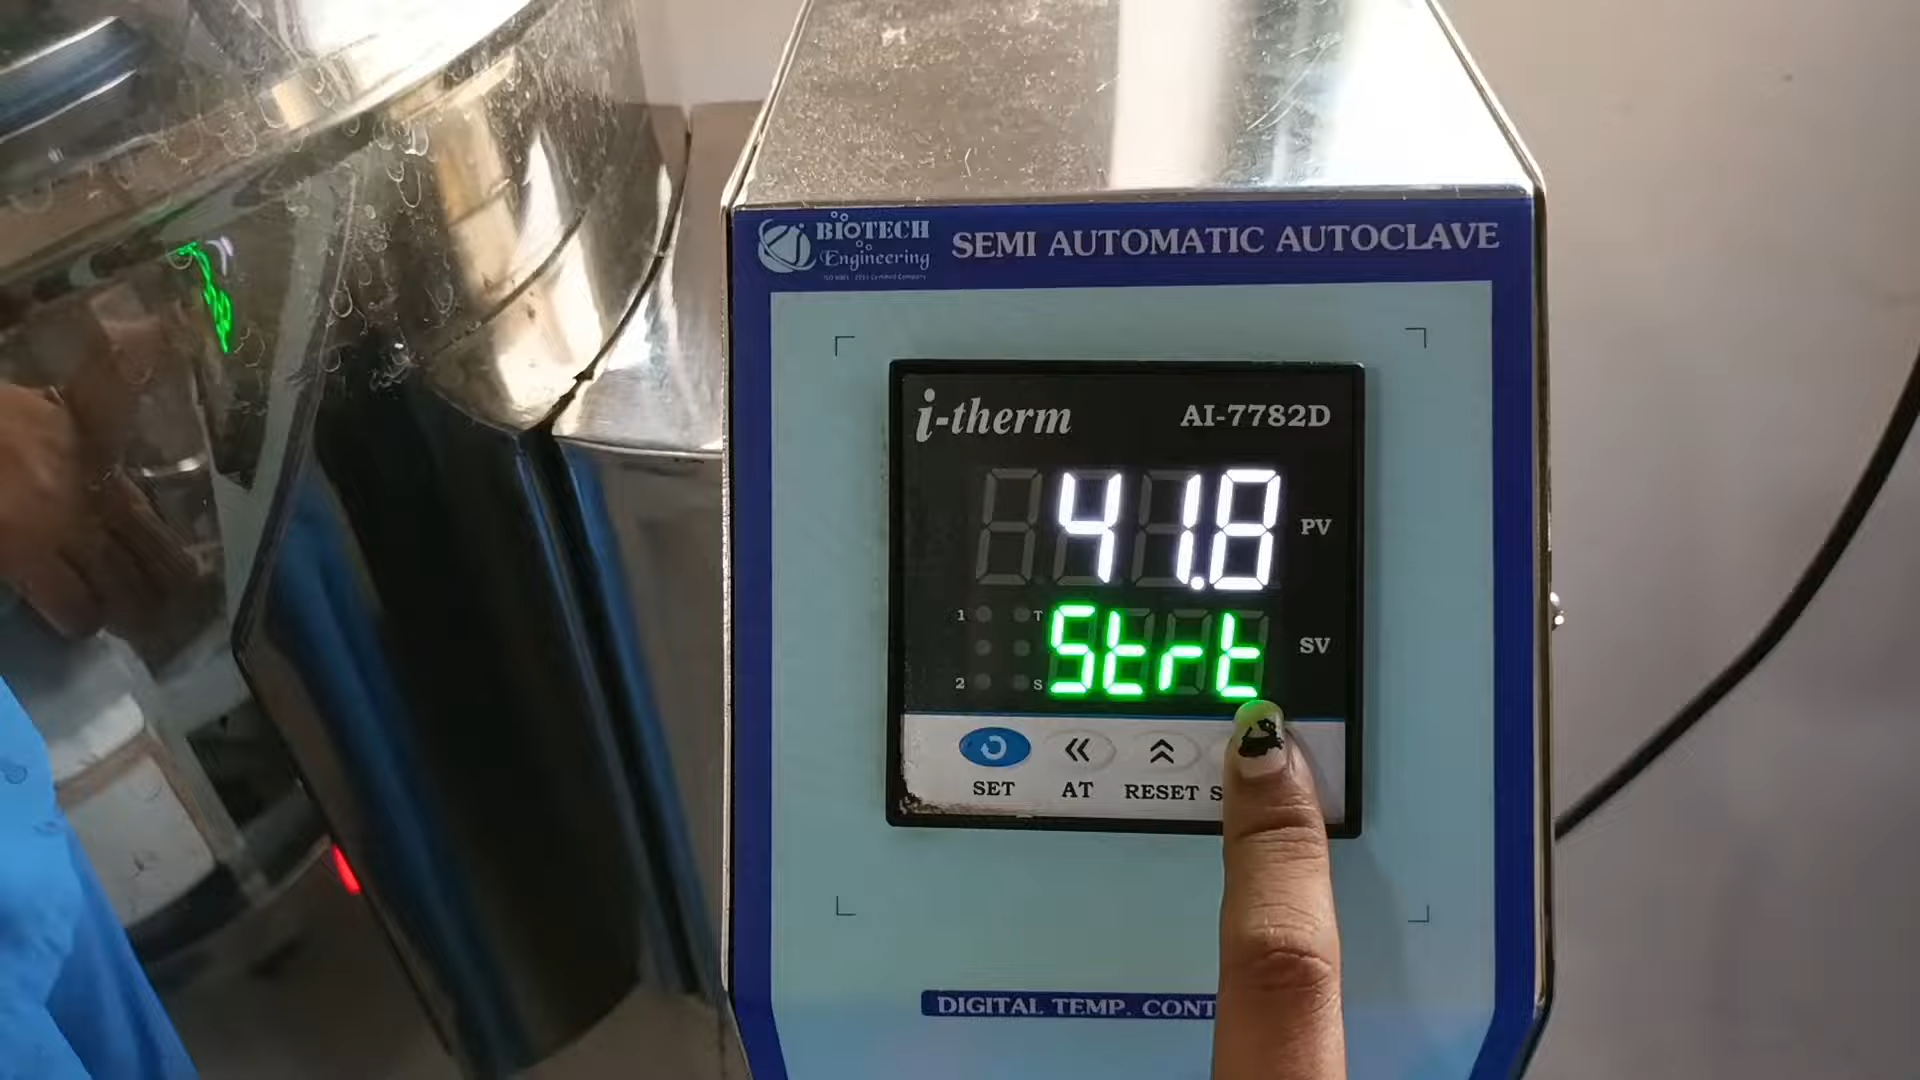 BIOTECH
Engineering
SEMI AUTOMATIC AUTOCLAVE
i-therm
AI-7782D
41.8
PV
1
T
Strt
SV
2
S
SET
AT
RESET
DIGITAL TEMP.